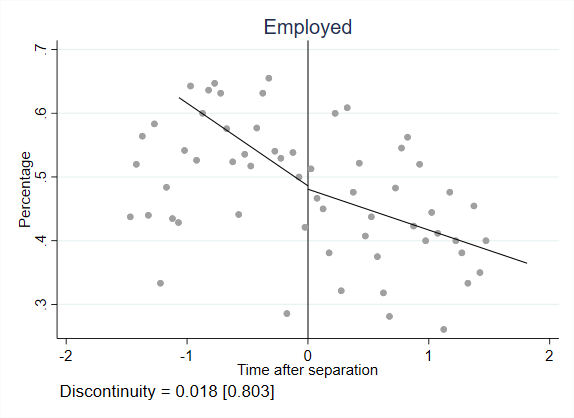 Employed
Percentage
.7
.6
.5
.4
.3
-2 -1 0 1 2
Time after separation
Discontinuity = 0.018 [0.803]